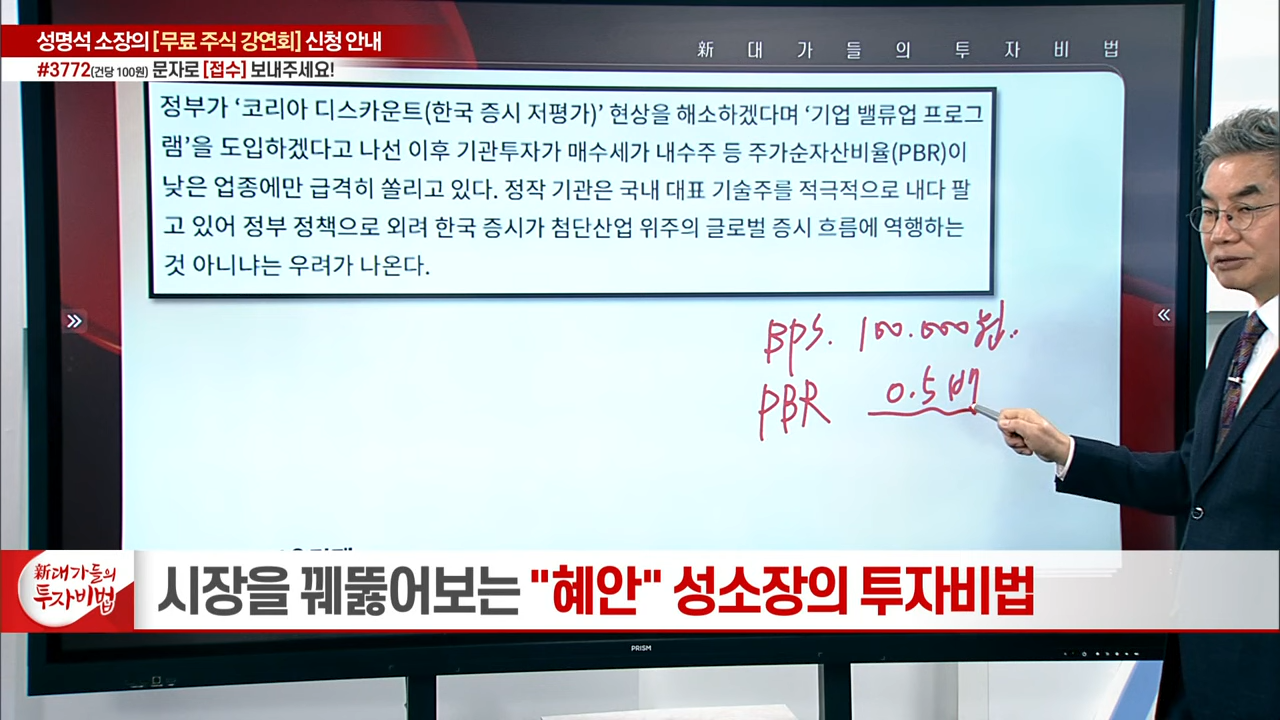 성명석 소장의 [무료 주식 강연회] 신청 안내
#3772(건당 100원) 문자로 [접수] 보내주세요!
新 대가들의 투자비법
정부가 ‘코리아 디스카운트(한국 증시 저평가)’ 현상을 해소하겠다며 ‘기업 밸류업 프로그
램’을 도입하겠다고 나선 이후 기관투자가 매수세가 내수주 등 주가순자산비율(PBR)이
낮은 업종에만 급격히 쏠리고 있다. 정작 기관은 국내 대표 기술주를 적극적으로 내다 팔
고 있어 정부 정책으로 외려 한국 증시가 첨단산업 위주의 글로벌 증시 흐름에 역행하는
것 아니냐는 우려가 나온다.
BPS. 100.000원.
PBR 0.5배
新대가들의
투자비법
시장을 꿰뚫어보는 "혜안" 성소장의 투자비법
PRISM